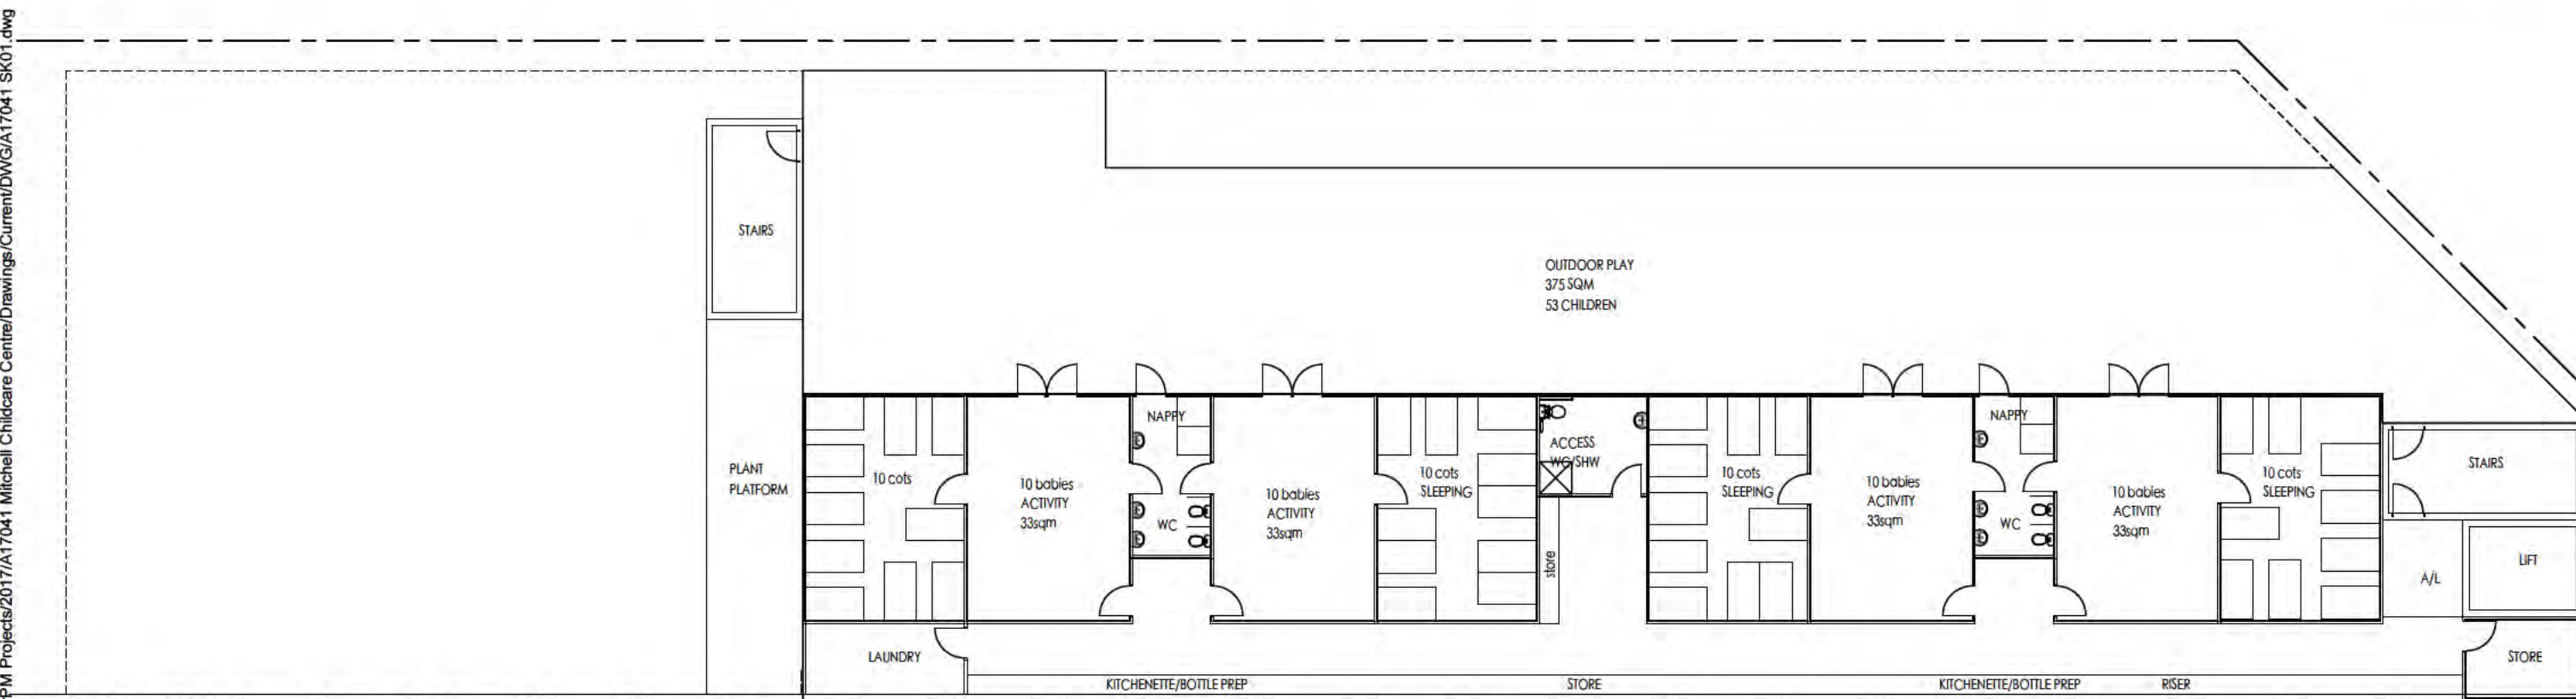 PM Projects/2017/A17041 Mitchell Childcare Centre/Drawings/Current/DWG/A17041 SK01.dwg
STAIRS
OUTDOOR PLAY
375 SQM
53 CHILDREN
PLANT
PLATFORM
10 cots
10 babies
ACTIVITY
33sqm
NAPPY
WC
10 babies
ACTIVITY
33sqm
10 cots
SLEEPING
ACCESS
WC/SHW
store
10 cots
SLEEPING
10 babies
ACTIVITY
33sqm
NAPPY
WC
10 babies
ACTIVITY
33sqm
10 cots
SLEEPING
STAIRS
A/L
LIFT
LAUNDRY
STORE
KITCHENETTE/BOTTLE PREP
STORE
KITCHENETTE/BOTTLE PREP
RISER